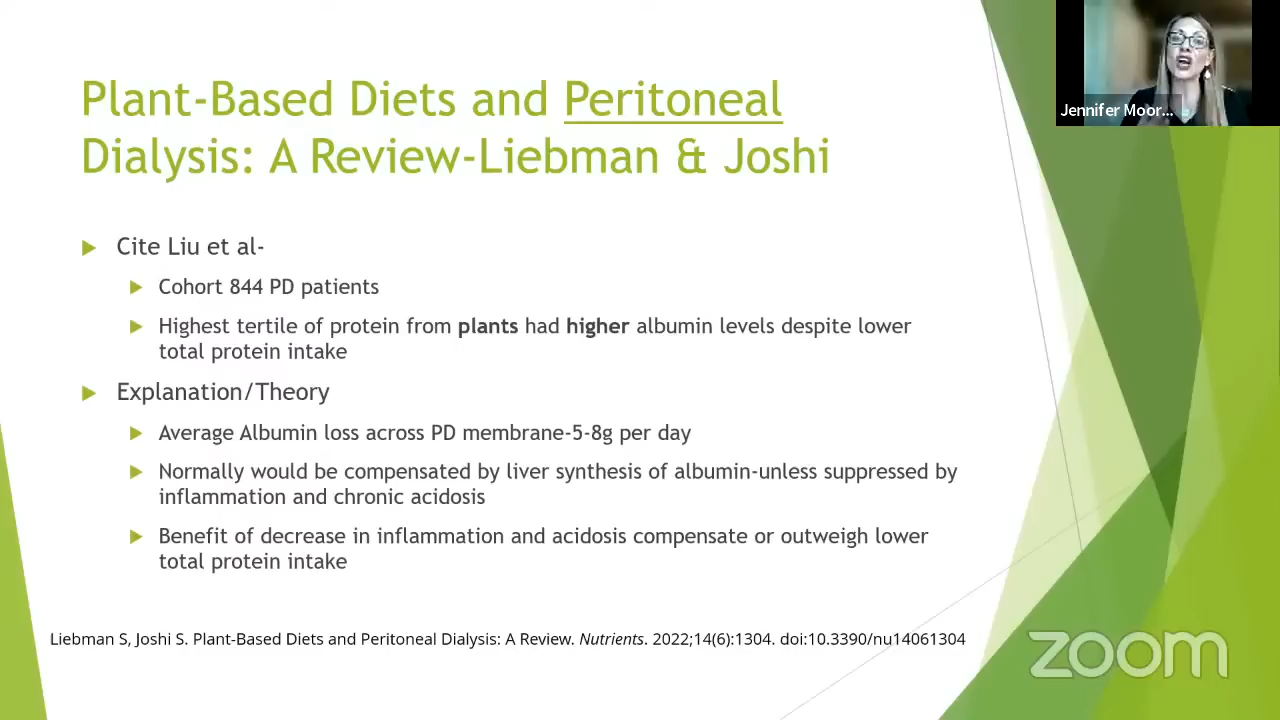 Plant-Based Diets and Peritoneal
Dialysis: A Review-Liebman & Joshi
Jennifer Moor...
Cite Liu et al-
Cohort 844 PD patients
Highest tertile of protein from plants had higher albumin levels despite lower
total protein intake
Explanation/Theory
Average Albumin loss across PD membrane-5-8g per day
Normally would be compensated by liver synthesis of albumin-unless suppressed by
inflammation and chronic acidosis
Benefit of decrease in inflammation and acidosis compensate or outweigh lower
total protein intake
Liebman S, Joshi S. Plant-Based Diets and Peritoneal Dialysis: A Review. Nutrients. 2022;14(6):1304. doi:10.3390/nu14061304
zoom